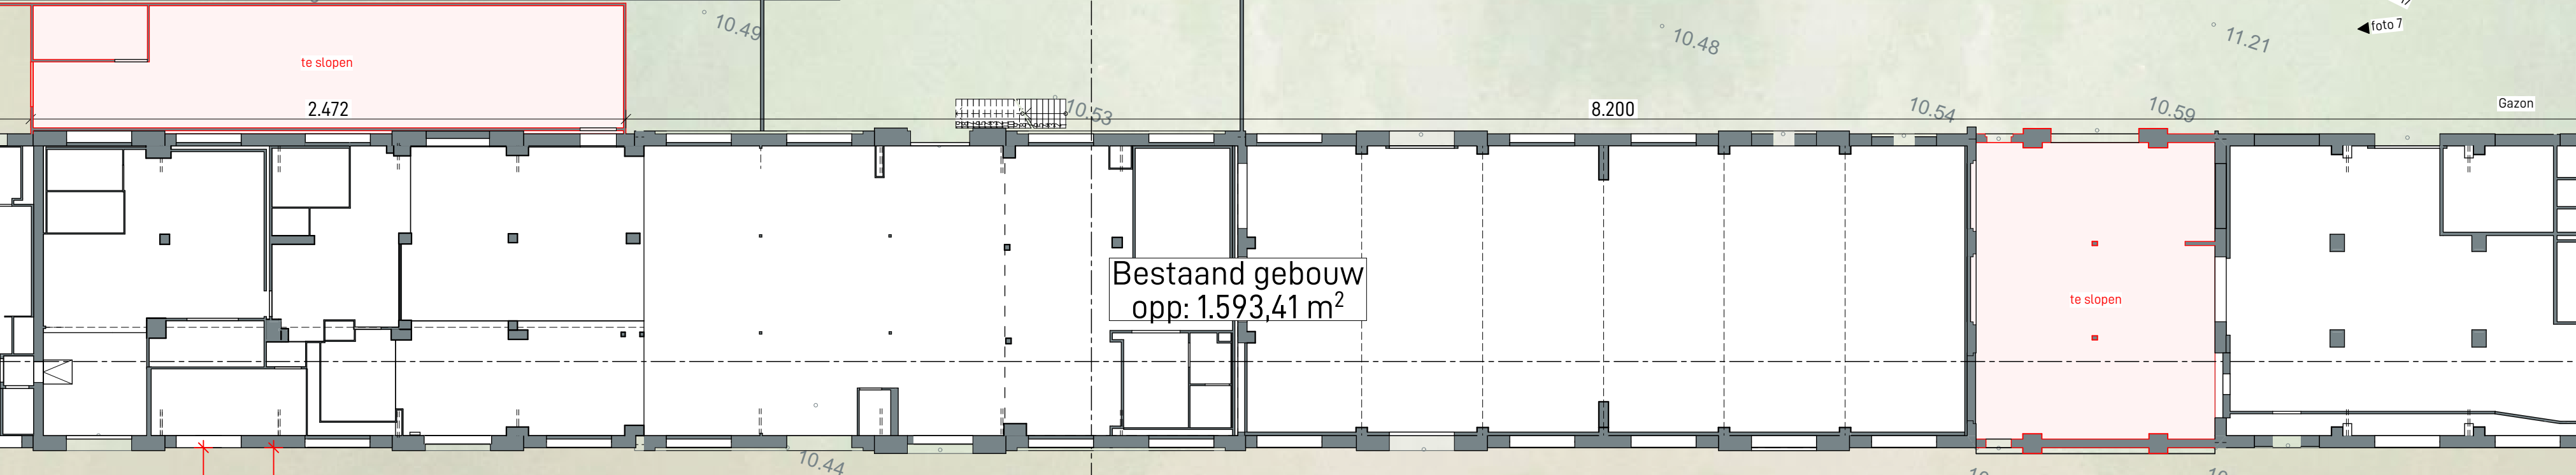 10.49
10.48
11.21
foto 7
te slopen
2.472
10.53
8.200
10.54
10.59
Gazon
Bestaand gebouw
opp: 1.593,41 m²
te slopen
10.44